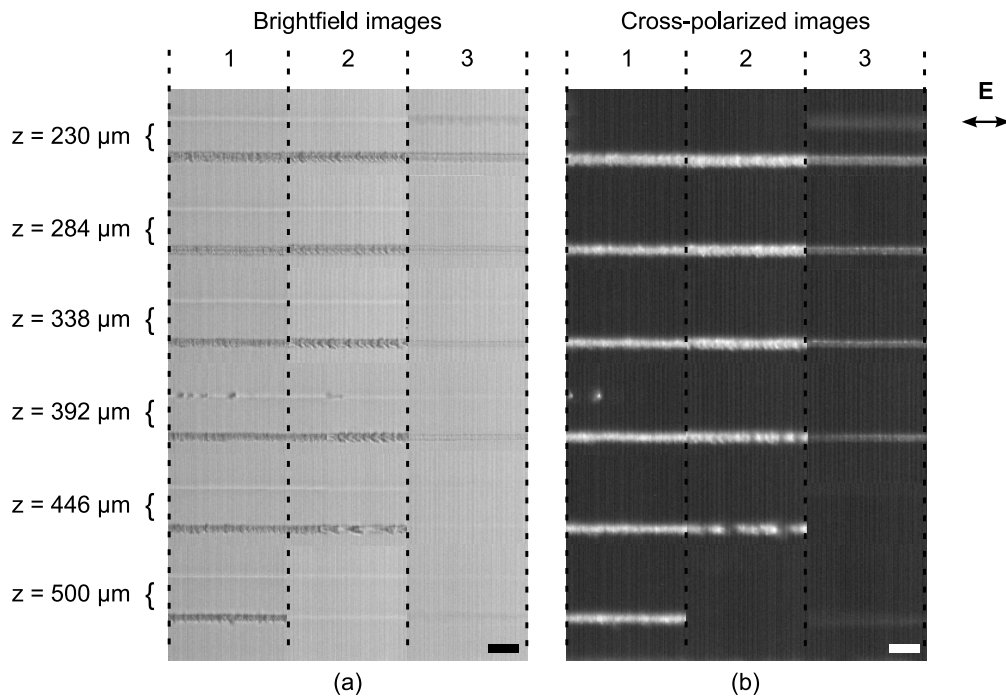 Brightfield images
Cross-polarized images
1 2 3
1 2 3
E
z = 230 μm {
z = 284 μm {
z = 338 μm {
z = 392 μm {
z = 446 μm {
z = 500 μm {
(a)
(b)